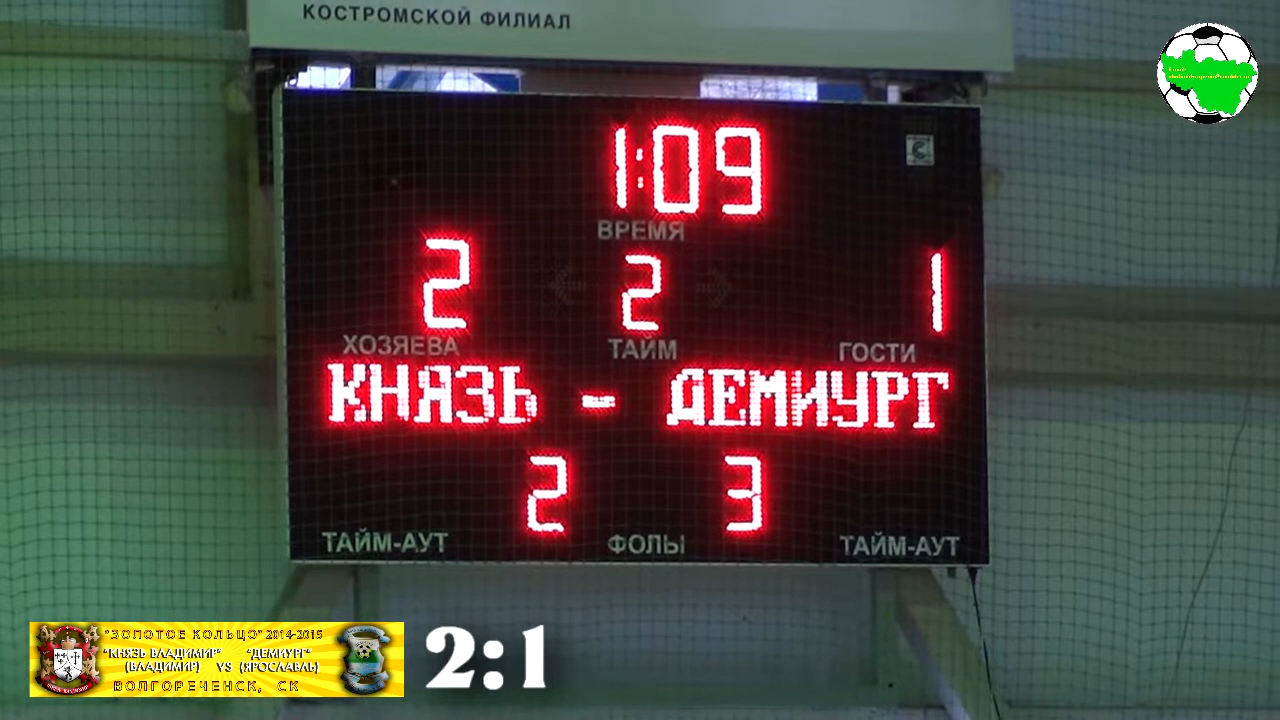 КОСТРОМСКОЙ ФИЛИАЛ
1:09
ВРЕМЯ
2 2 1
ХОЗЯЕВА ТАЙМ ГОСТИ
КНЯЗЬ - ДЕМИУРГ
2 3
ТАЙМ-АУТ ФОЛЫ ТАЙМ-АУТ
"ЗОЛОТОЕ КОЛЬЦО" 2014-2015
"КНЯЗЬ ВЛАДИМИР" "ДЕМИУРГ"
(ВЛАДИМИР) VS (ЯРОСЛАВЛЬ)
ВОЛГОРЕЧЕНСК, СК
2:1